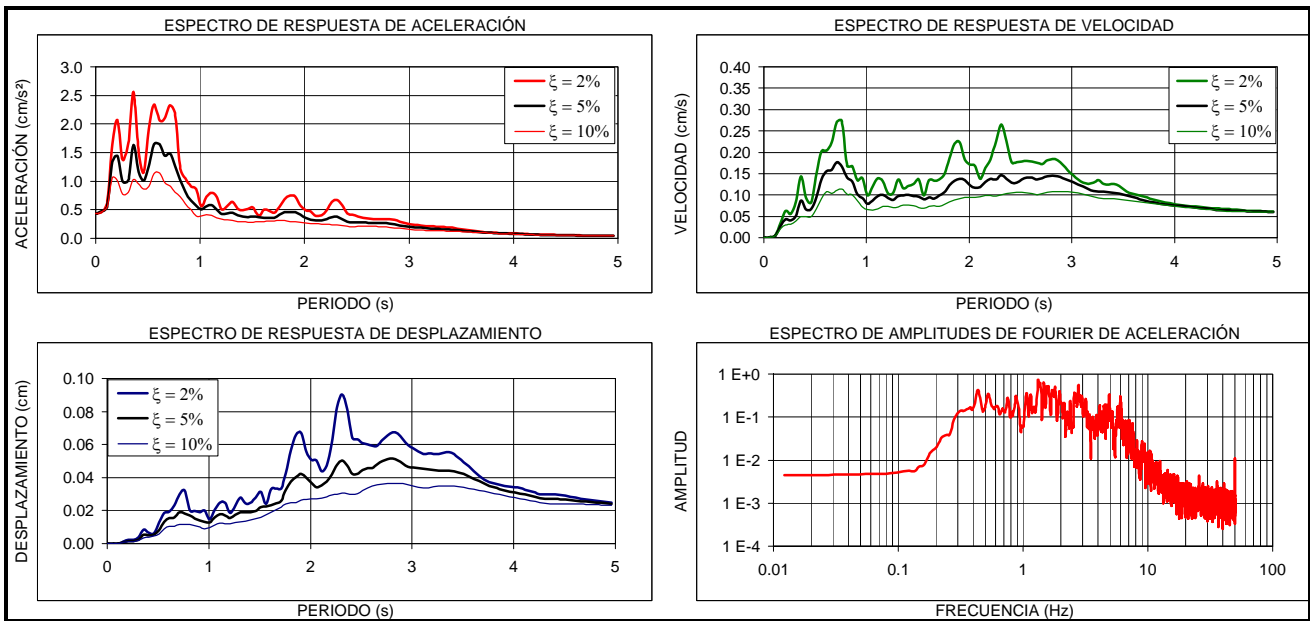 ESPECTRO DE RESPUESTA DE ACELERACIÓN
ACELERACIÓN (cm/s²)
3.0
2.5
2.0
1.5
1.0
0.5
0.0
0 1 2 3 4 5
PERIODO (s)
ξ = 2%
ξ = 5%
ξ = 10%
ESPECTRO DE RESPUESTA DE VELOCIDAD
VELOCIDAD (cm/s)
0.40
0.35
0.30
0.25
0.20
0.15
0.10
0.05
0.00
0 1 2 3 4 5
PERIODO (s)
ξ = 2%
ξ = 5%
ξ = 10%
ESPECTRO DE RESPUESTA DE DESPLAZAMIENTO
DESPLAZAMIENTO (cm)
0.10
0.08
0.06
0.04
0.02
0.00
0 1 2 3 4 5
PERIODO (s)
ξ = 2%
ξ = 5%
ξ = 10%
ESPECTRO DE AMPLITUDES DE FOURIER DE ACELERACIÓN
AMPLITUD
1 E+0
1 E-1
1 E-2
1 E-3
1 E-4
0.01 0.1 1 10 100
FRECUENCIA (Hz)